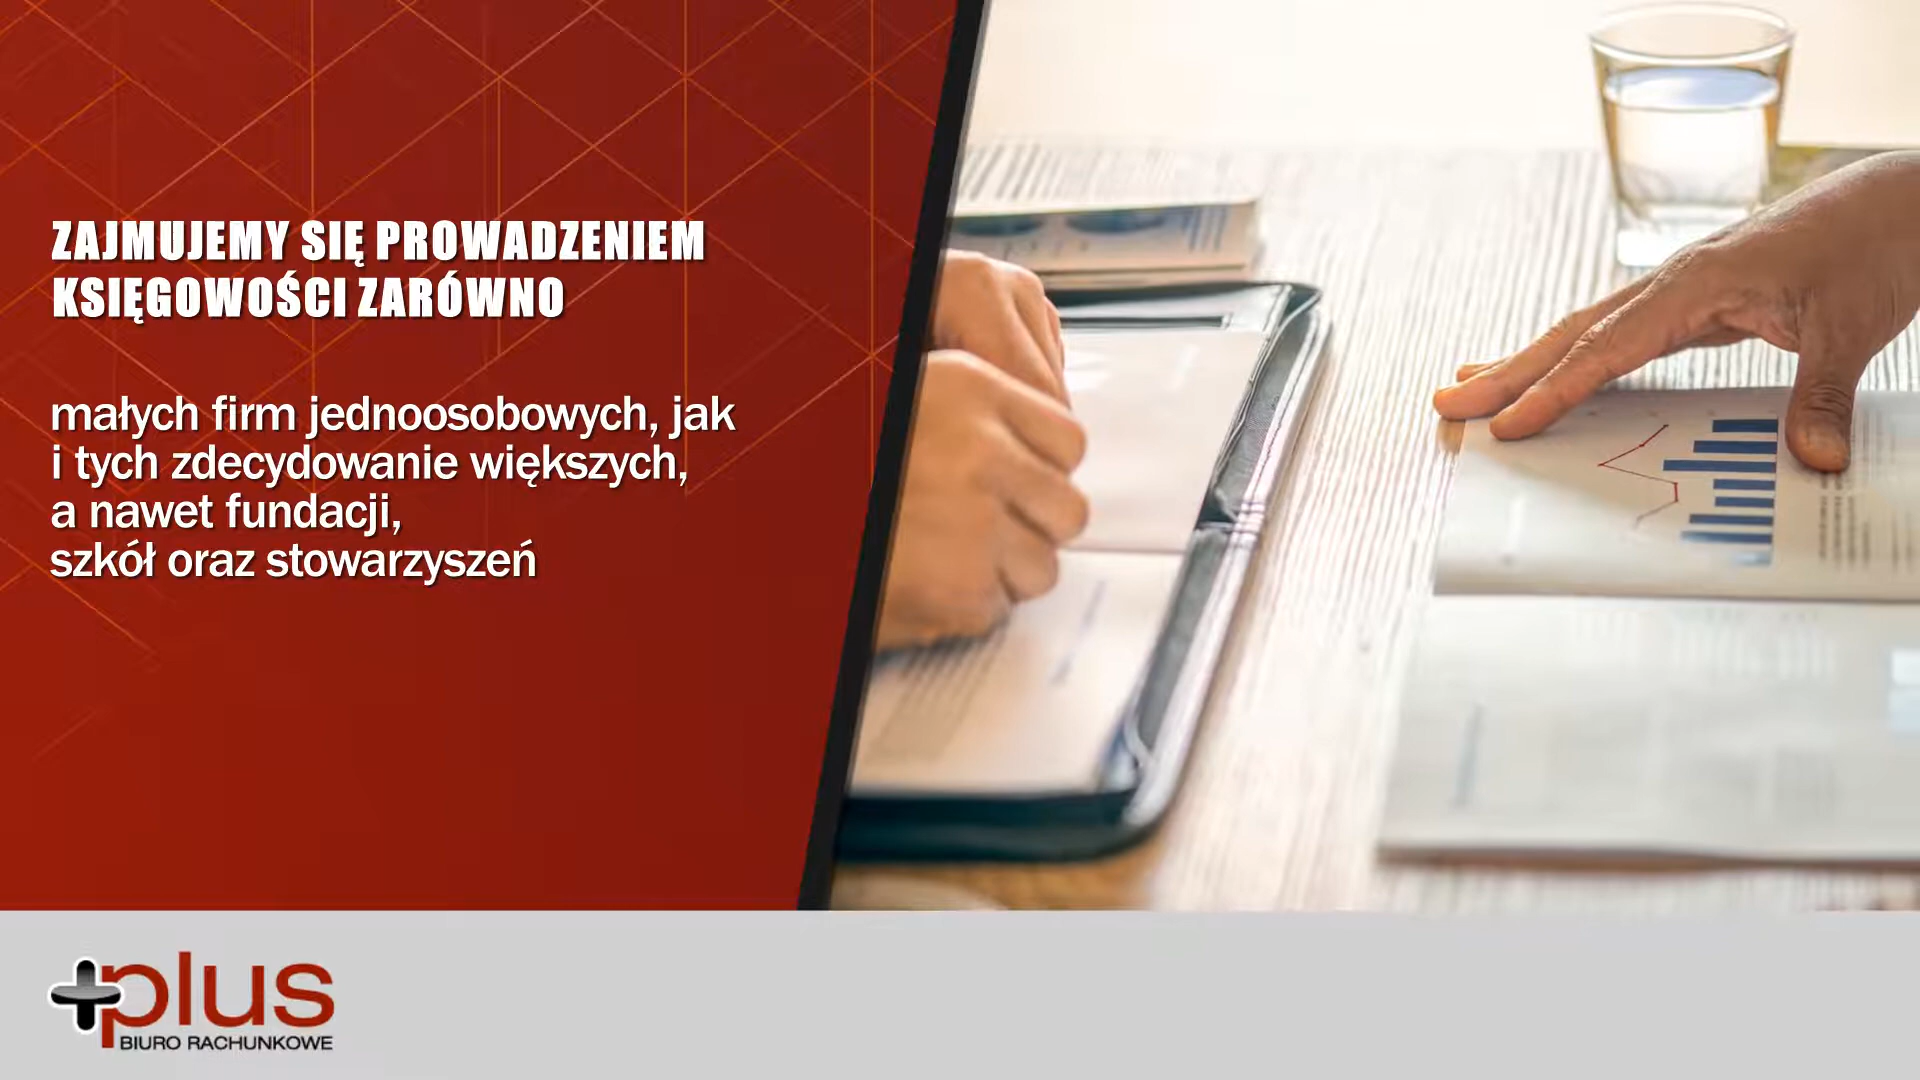 ZAJMUJEMY SIĘ PROWADZENIEM
KSIĘGOWOŚCI ZARÓWNO
małych firm jednoosobowych, jak
i tych zdecydowanie większych,
a nawet fundacji,
szkół oraz stowarzyszeń
plus
BIURO RACHUNKOWE